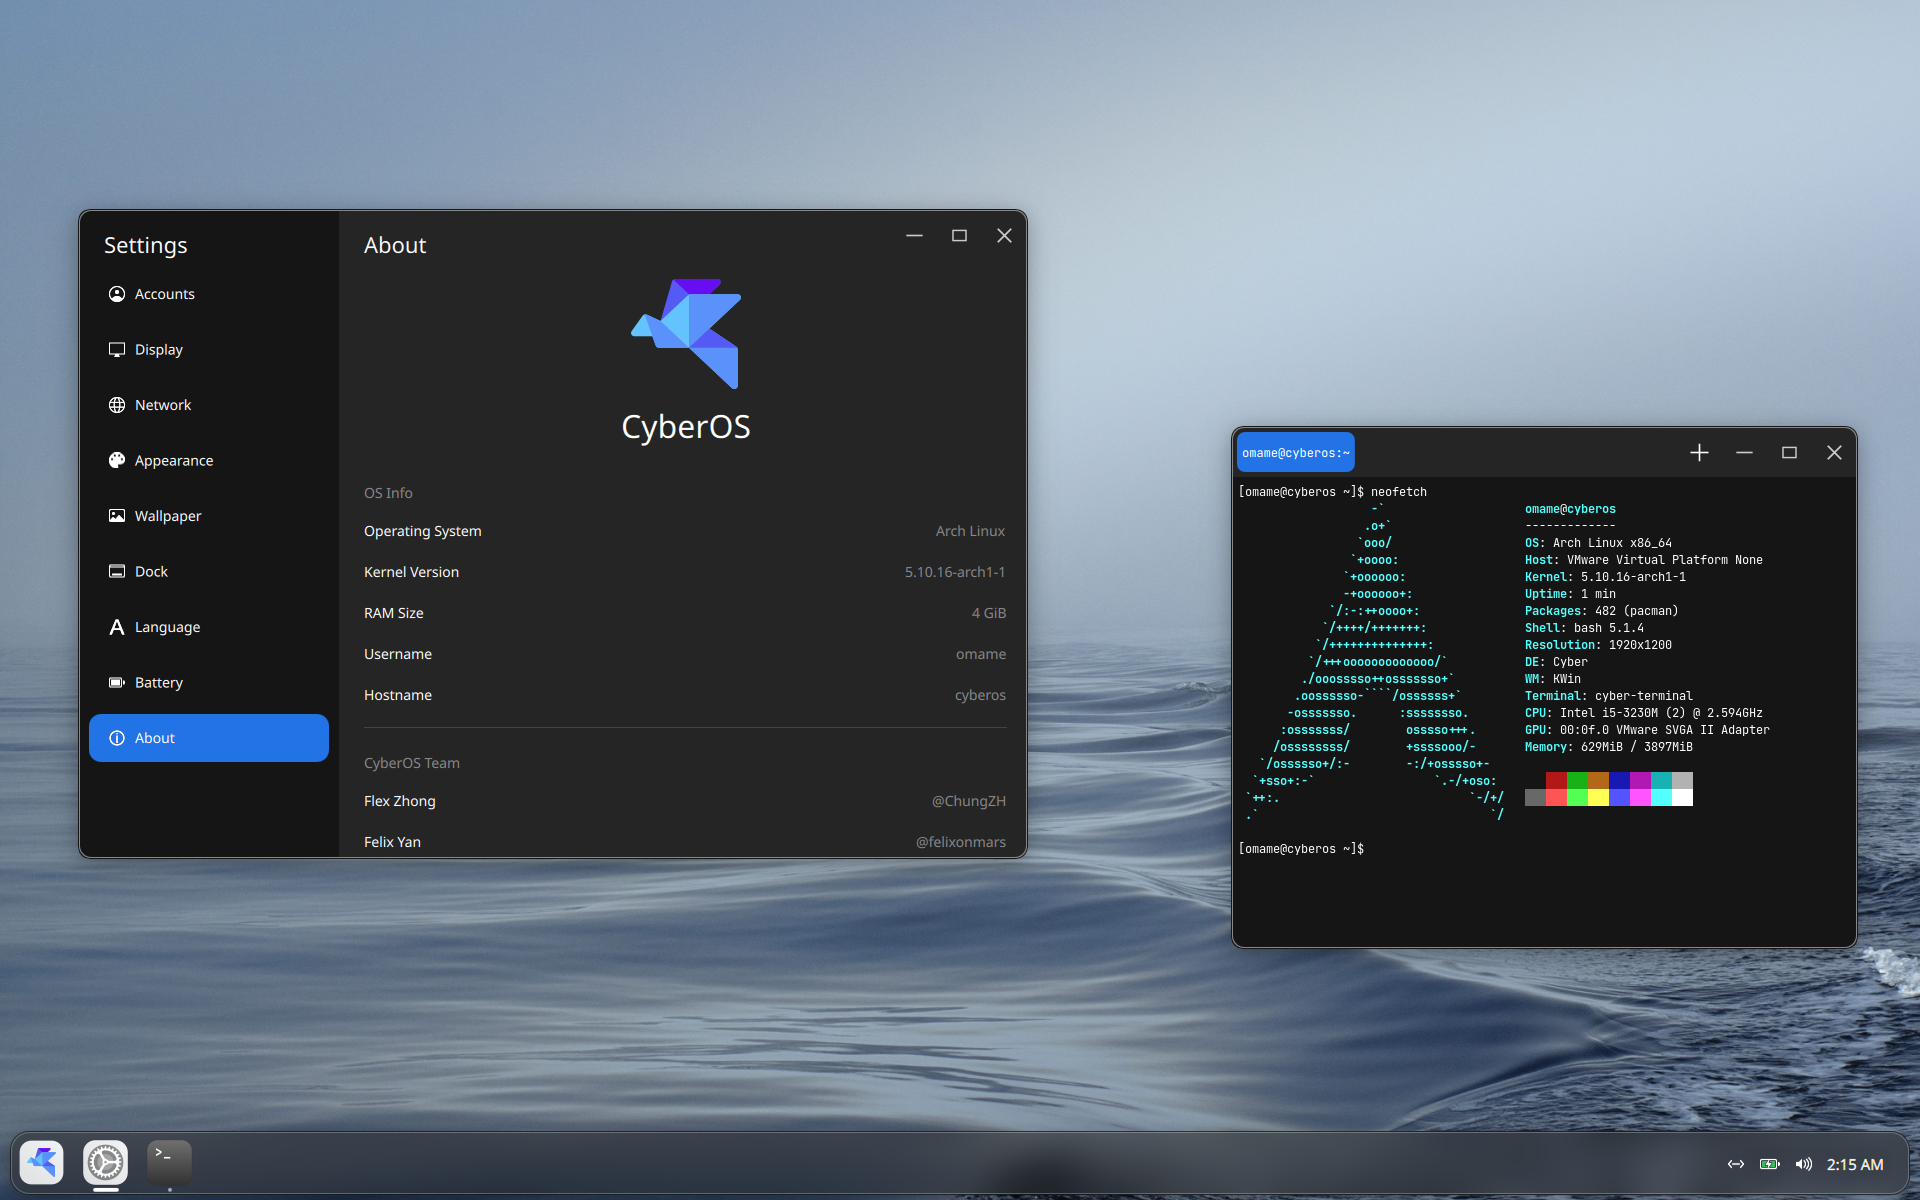 Settings
Accounts
Display
Network
Appearance
Wallpaper
Dock
Language
Battery
About
About
CyberOS
OS Info
Operating System Arch Linux
Kernel Version 5.10.16-arch1-1
RAM Size 4 GiB
Username omame
Hostname cyberos
CyberOS Team
Flex Zhong @ChungZH
Felix Yan @felixonmars
omame@cyberos:~
[omame@cyberos ~]$ neofetch
omame@cyberos
-------------
OS: Arch Linux x86_64
Host: VMware Virtual Platform None
Kernel: 5.10.16-arch1-1
Uptime: 1 min
Packages: 482 (pacman)
Shell: bash 5.1.4
Resolution: 1920x1200
DE: Cyber
WM: KWin
Terminal: cyber-terminal
CPU: Intel i5-3230M (2) @ 2.594GHz
GPU: 00:0f.0 VMware SVGA II Adapter
Memory: 629MiB / 3897MiB
[omame@cyberos ~]$
>_
2:15 AM